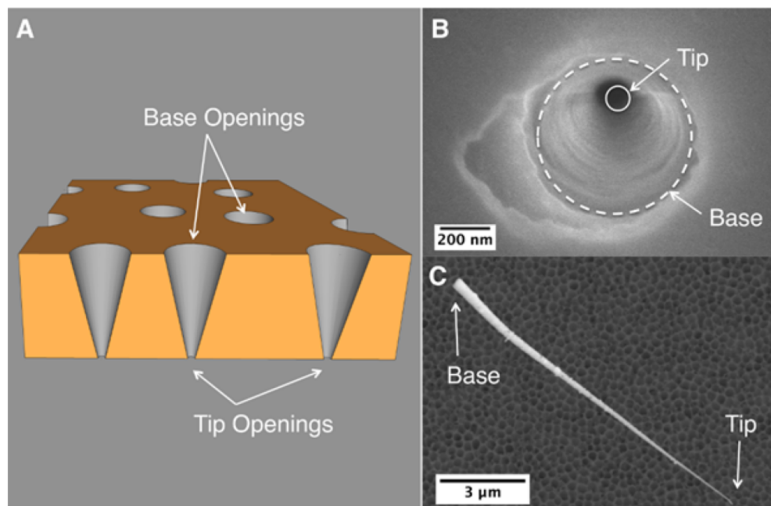 A
Base Openings
Tip Openings
B
Tip
Base
200 nm
C
Base
Tip
3 µm